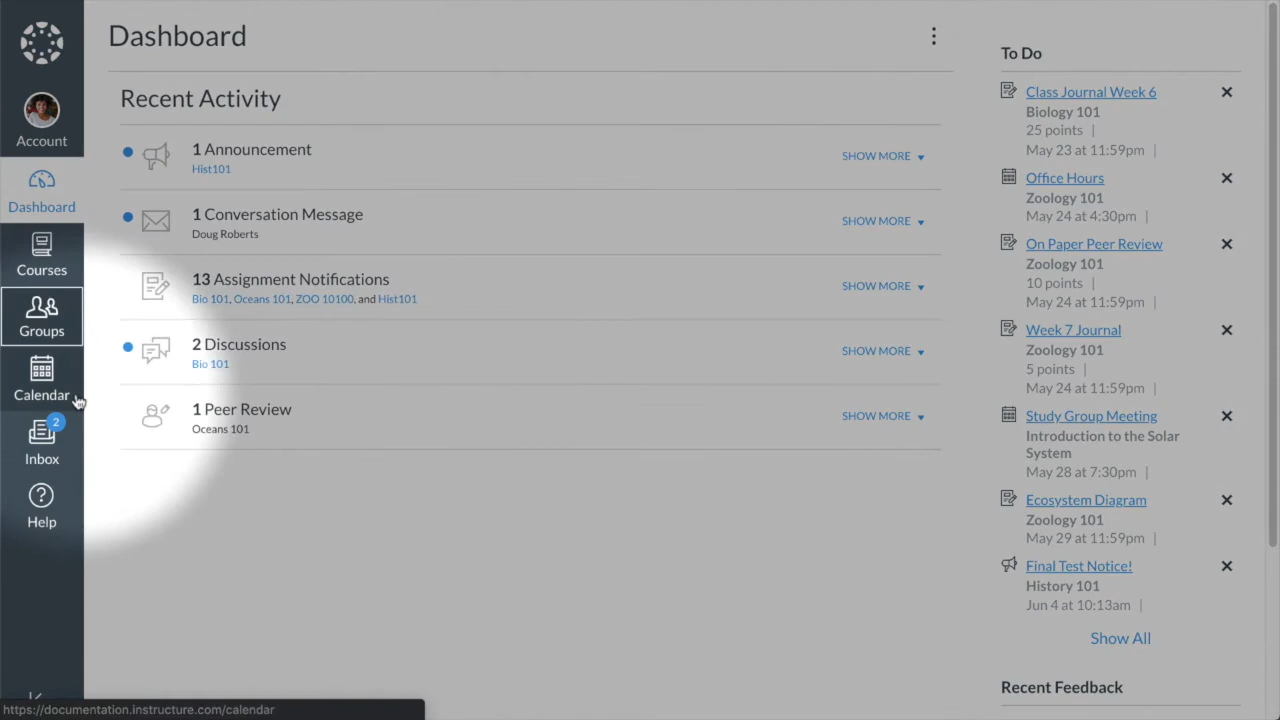 Account
Dashboard
Courses
Groups
Calendar
2
Inbox
Help
Dashboard
Recent Activity
1 Announcement
Hist101
SHOW MORE
1 Conversation Message
Doug Roberts
SHOW MORE
13 Assignment Notifications
Bio 101, Oceans 101, ZOO 10100, and Hist101
SHOW MORE
2 Discussions
Bio 101
SHOW MORE
1 Peer Review
Oceans 101
SHOW MORE
To Do
Class Journal Week 6
Biology 101
25 points |
May 23 at 11:59pm |
Office Hours
Zoology 101
May 24 at 4:30pm |
On Paper Peer Review
Zoology 101
10 points |
May 24 at 11:59pm |
Week 7 Journal
Zoology 101
5 points |
May 24 at 11:59pm |
Study Group Meeting
Introduction to the Solar
System
May 28 at 7:30pm |
Ecosystem Diagram
Zoology 101
May 29 at 11:59pm |
Final Test Notice!
History 101
Jun 4 at 10:13am |
Show All
Recent Feedback
https://documentation.instructure.com/calendar